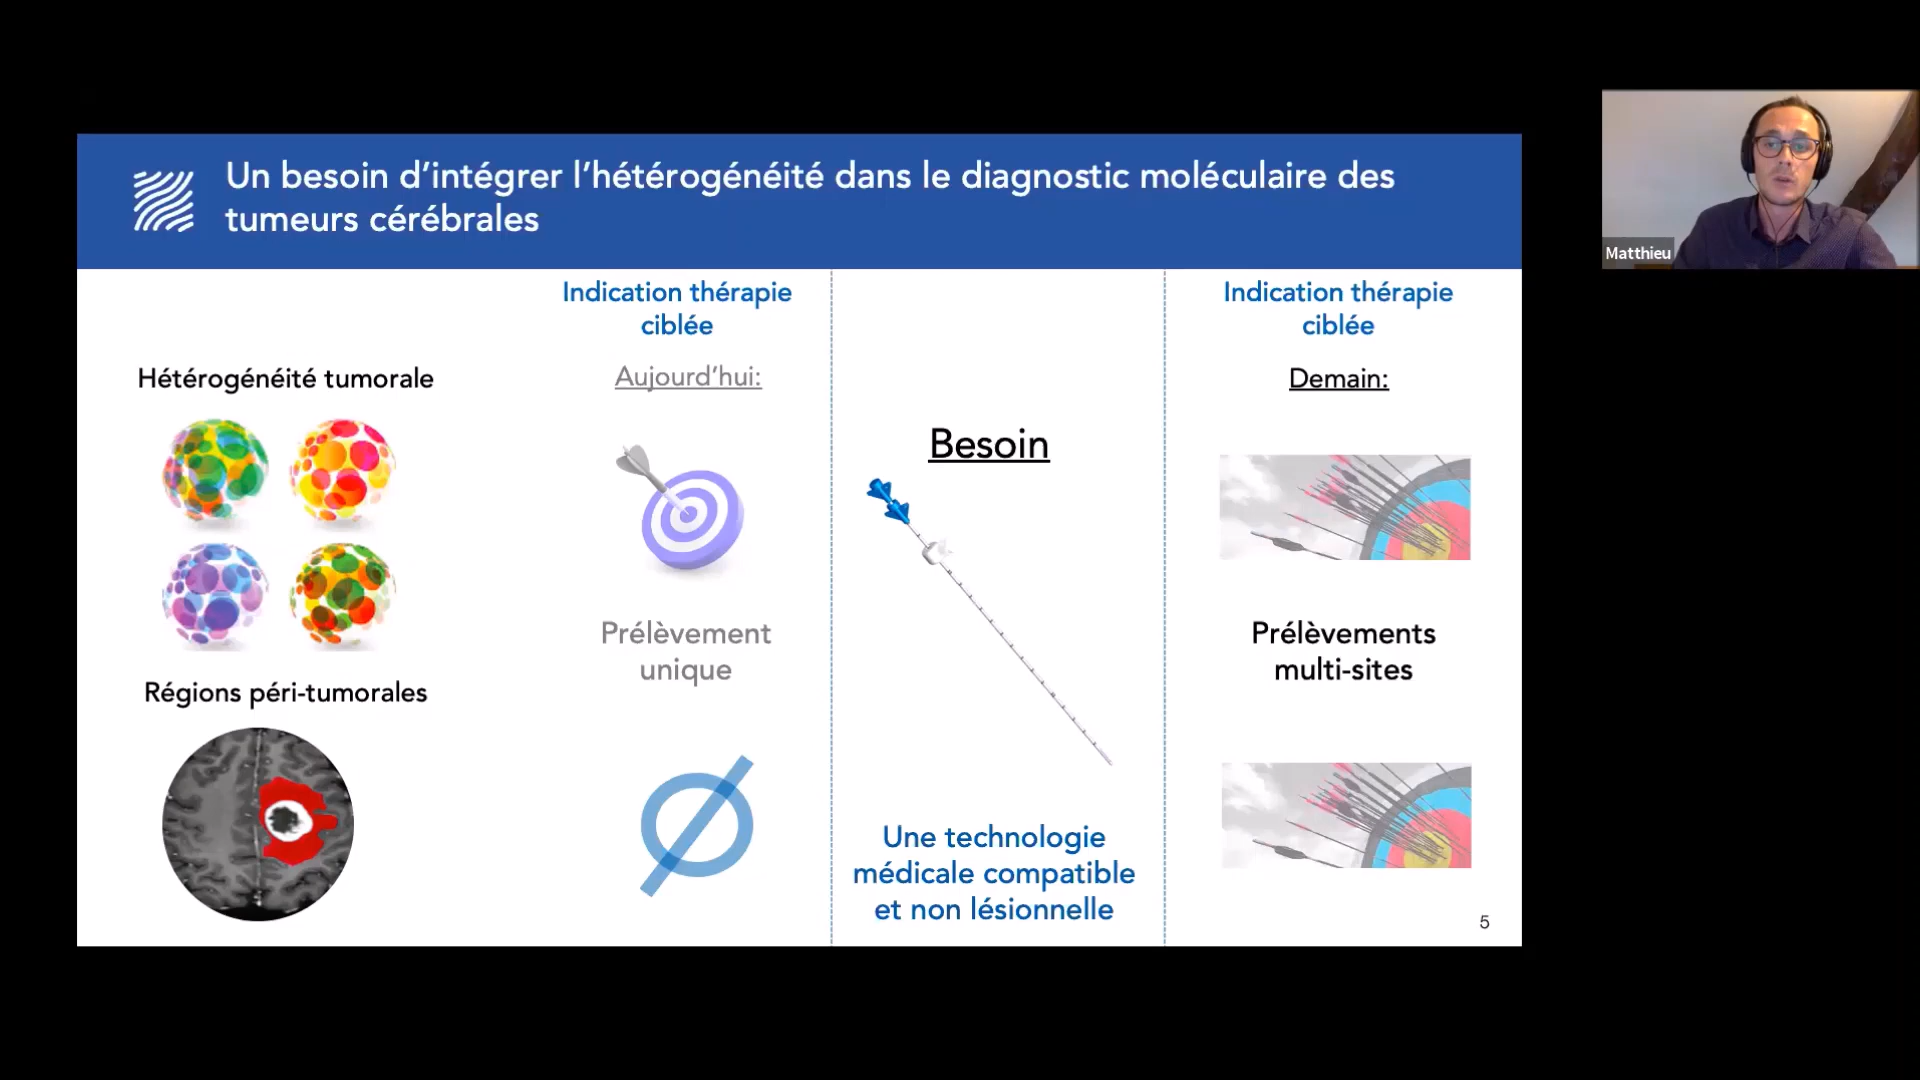 Un besoin d’intégrer l’hétérogénéité dans le diagnostic moléculaire des
tumeurs cérébrales
Hétérogénéité tumorale
Régions péri-tumorales
Indication thérapie
ciblée
Aujourd’hui:
Prélèvement
unique
Besoin
Une technologie
médicale compatible
et non lésionnelle
Indication thérapie
ciblée
Demain:
Prélèvements
multi-sites
5
Matthieu